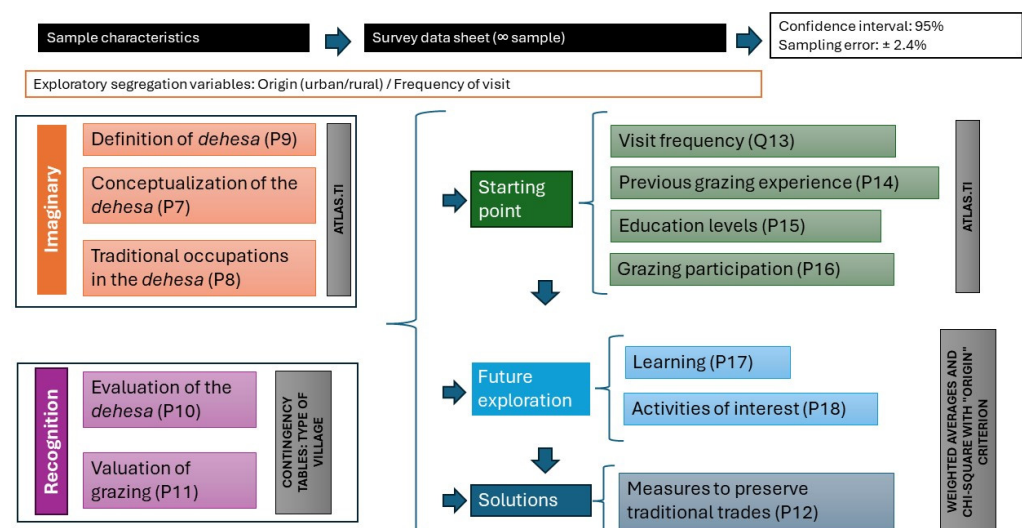 Sample characteristics
Survey data sheet (∞ sample)
Confidence interval: 95%
Sampling error: ± 2.4%
Exploratory segregation variables: Origin (urban/rural) / Frequency of visit
Imaginary
Definition of dehesa (P9)
Conceptualization of the
dehesa (P7)
Traditional occupations
in the dehesa (P8)
ATLAS.TI
Starting
point
Visit frequency (Q13)
Previous grazing experience (P14)
Education levels (P15)
Grazing participation (P16)
ATLAS.TI
Recognition
Evaluation of the
dehesa (P10)
Valuation of
grazing (P11)
CONTINGENCY
TABLES: TYPE OF
VILLAGE
Future
exploration
Learning (P17)
Activities of interest (P18)
Solutions
Measures to preserve
traditional trades (P12)
WEIGHTED AVERAGES AND
CHI-SQUARE WITH "ORIGIN"
CRITERION